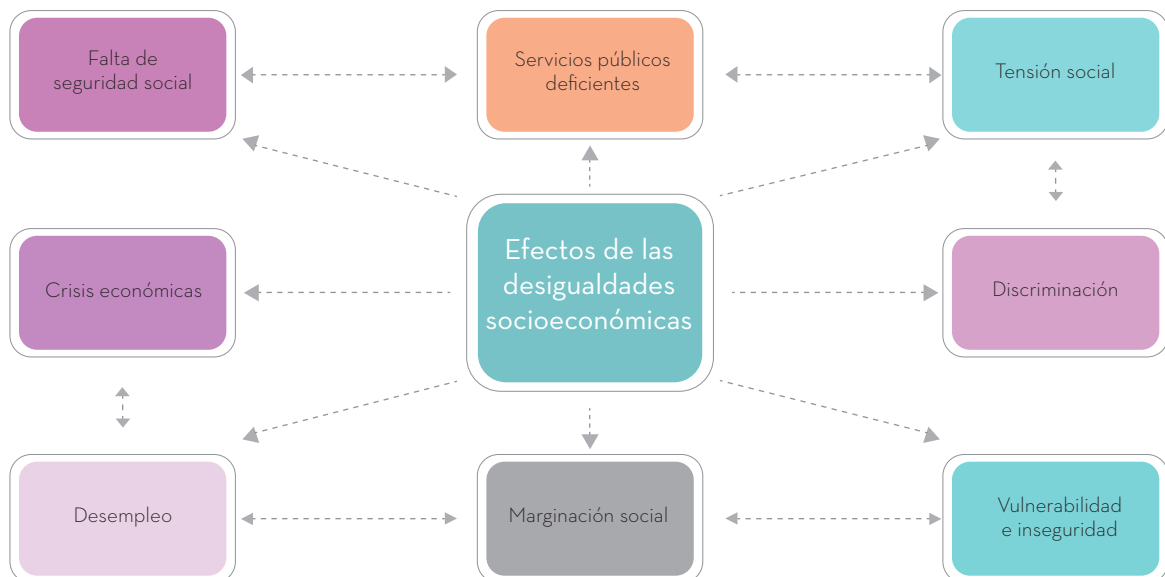 Falta de
seguridad social
Servicios públicos
deficientes
Tensión social
Crisis económicas
Efectos de las
desigualdades
socioeconómicas
Discriminación
Desempleo
Marginación social
Vulnerabilidad
e inseguridad